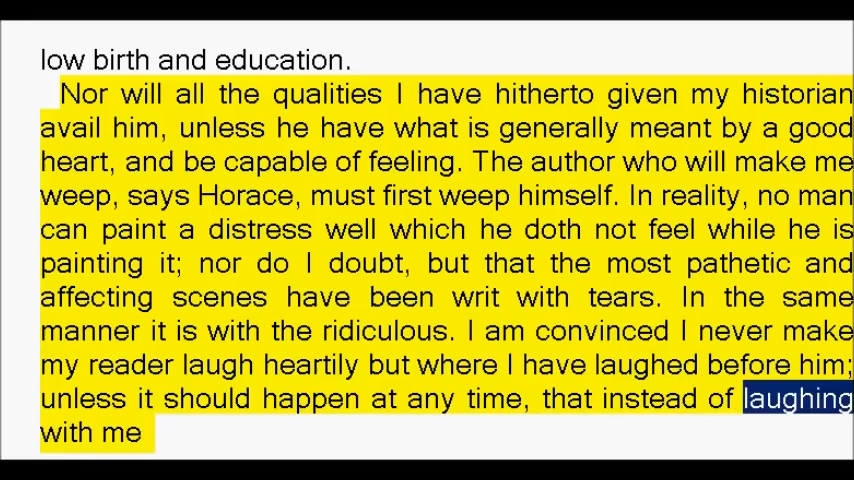 low birth and education.
Nor will all the qualities I have hitherto given my historian
avail him, unless he have what is generally meant by a good
heart, and be capable of feeling. The author who will make me
weep, says Horace, must first weep himself. In reality, no man
can paint a distress well which he doth not feel while he is
painting it; nor do I doubt, but that the most pathetic and
affecting scenes have been writ with tears. In the same
manner it is with the ridiculous. I am convinced I never make
my reader laugh heartily but where I have laughed before him;
unless it should happen at any time, that instead of laughing
with me